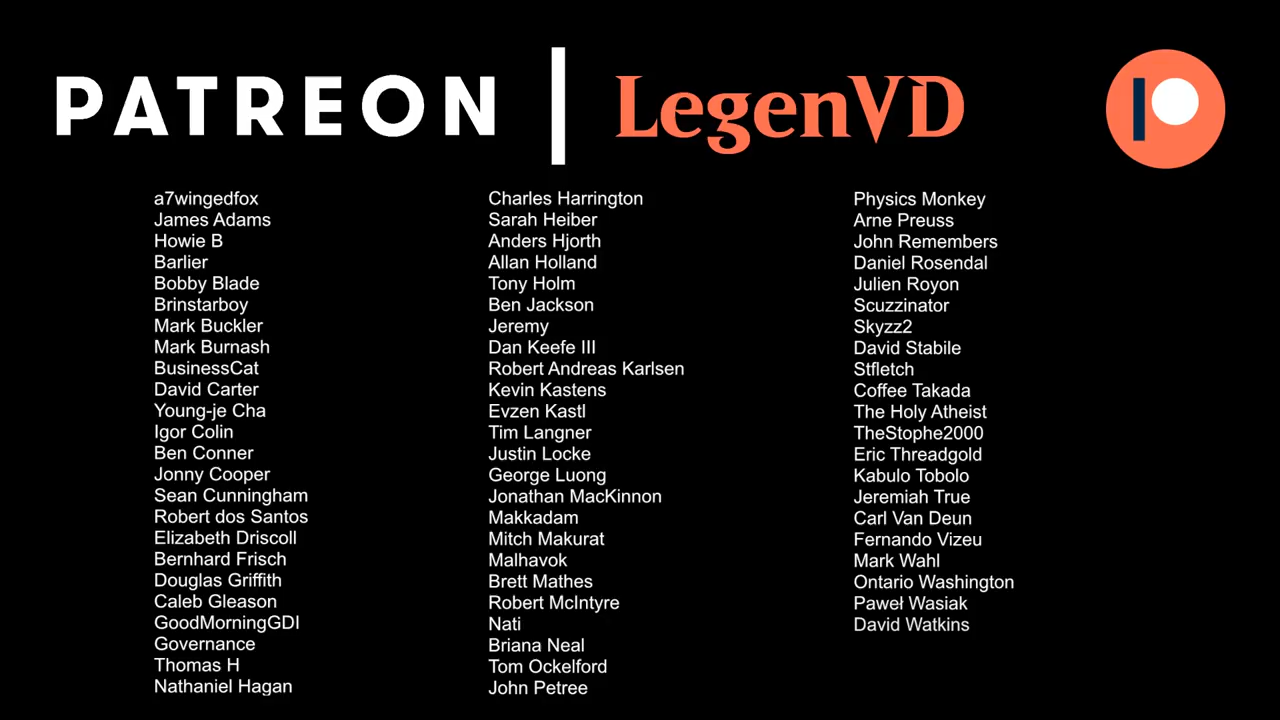 PATREON | LegenVD
a7wingedfox
James Adams
Howie B
Barlier
Bobby Blade
Brinstarboy
Mark Buckler
Mark Burnash
BusinessCat
David Carter
Young-je Cha
Igor Colin
Ben Conner
Jonny Cooper
Sean Cunningham
Robert dos Santos
Elizabeth Driscoll
Bernhard Frisch
Douglas Griffith
Caleb Gleason
GoodMorningGDI
Governance
Thomas H
Nathaniel Hagan
Charles Harrington
Sarah Heiber
Anders Hjorth
Allan Holland
Tony Holm
Ben Jackson
Jeremy
Dan Keefe III
Robert Andreas Karlsen
Kevin Kastens
Evzen Kastl
Tim Langner
Justin Locke
George Luong
Jonathan MacKinnon
Makkadam
Mitch Makurat
Malhavok
Brett Mathes
Robert McIntyre
Nati
Briana Neal
Tom Ockelford
John Petree
Physics Monkey
Arne Preuss
John Remembers
Daniel Rosendal
Julien Royon
Scuzzinator
Skyzz2
David Stabile
Stfletch
Coffee Takada
The Holy Atheist
TheStophe2000
Eric Threadgold
Kabulo Tobolo
Jeremiah True
Carl Van Deun
Fernando Vizeu
Mark Wahl
Ontario Washington
Paweł Wasiak
David Watkins